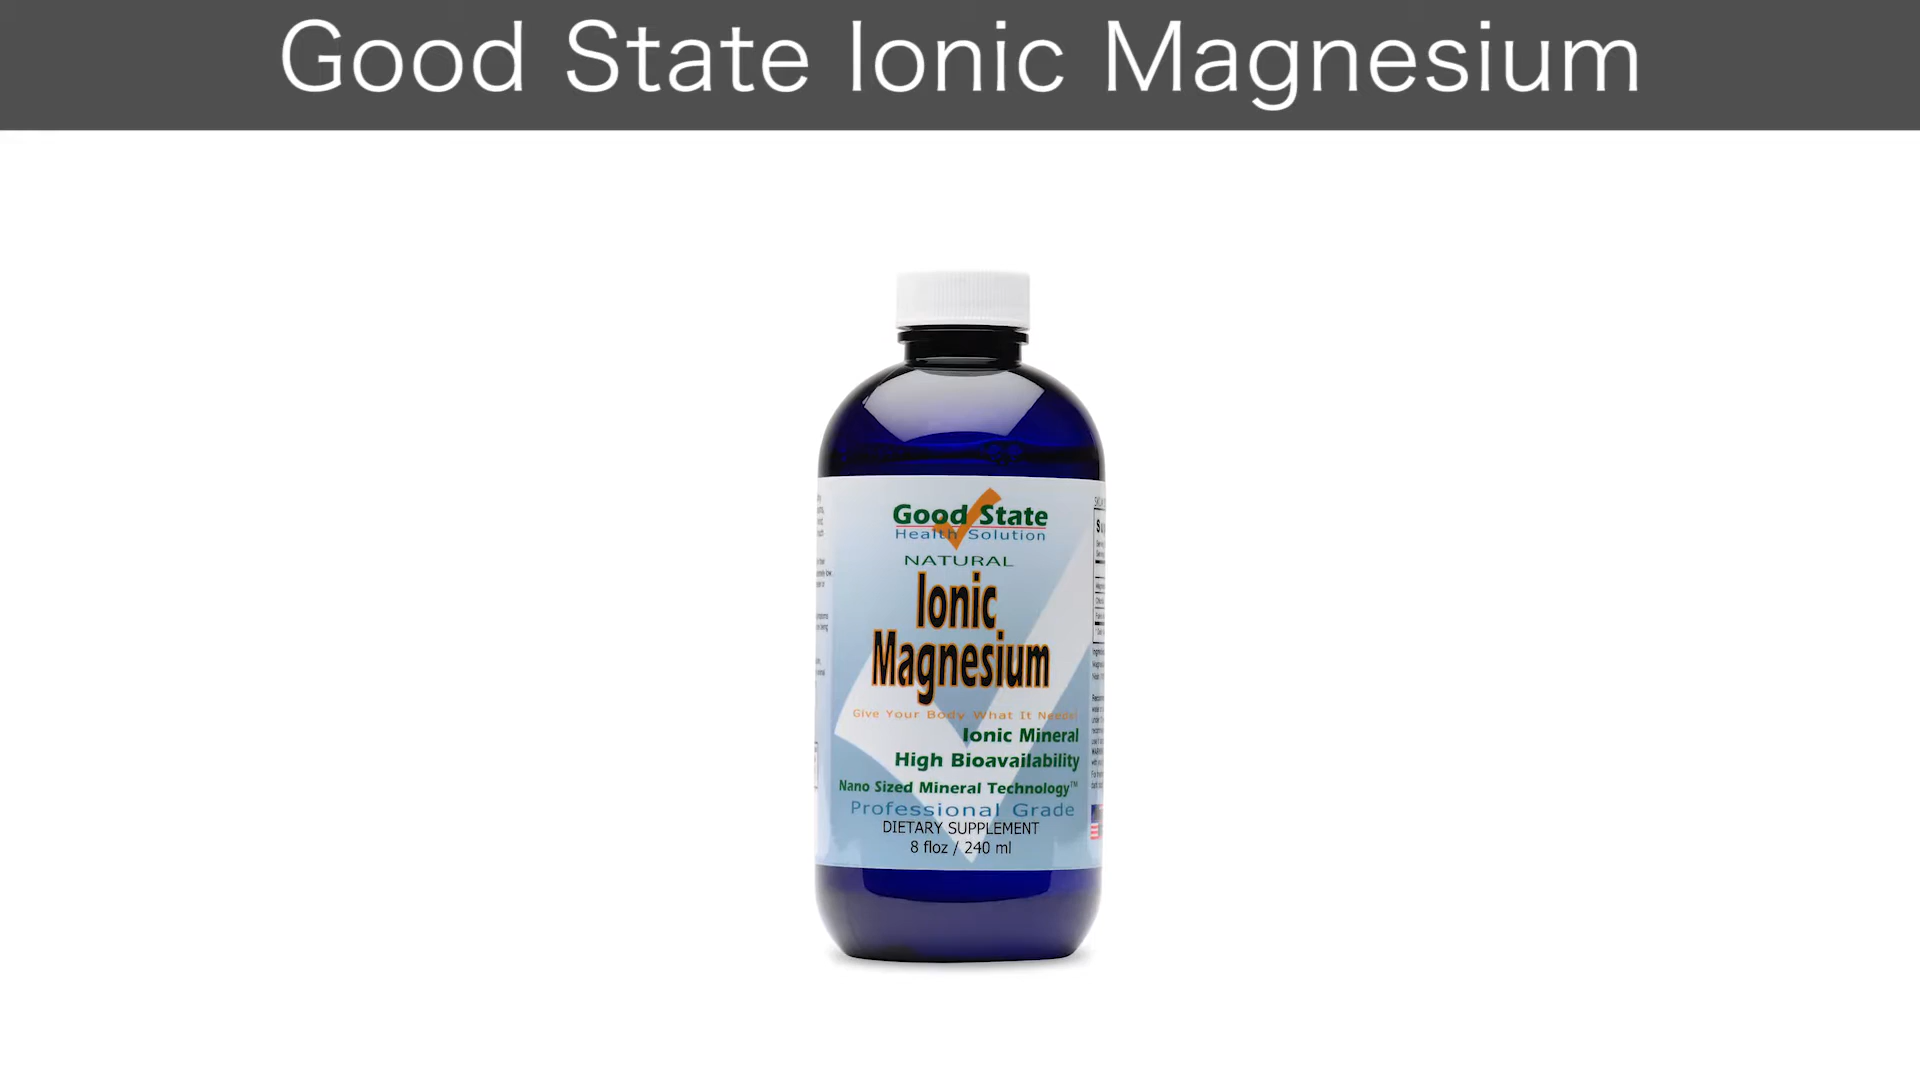 Good State Ionic Magnesium
Good State
Health Solution
NATURAL
Ionic
Magnesium
Give Your Body What It Needs!
Ionic Mineral
High Bioavailability
Nano Sized Mineral Technology™
Professional Grade
DIETARY SUPPLEMENT
8 floz / 240 ml